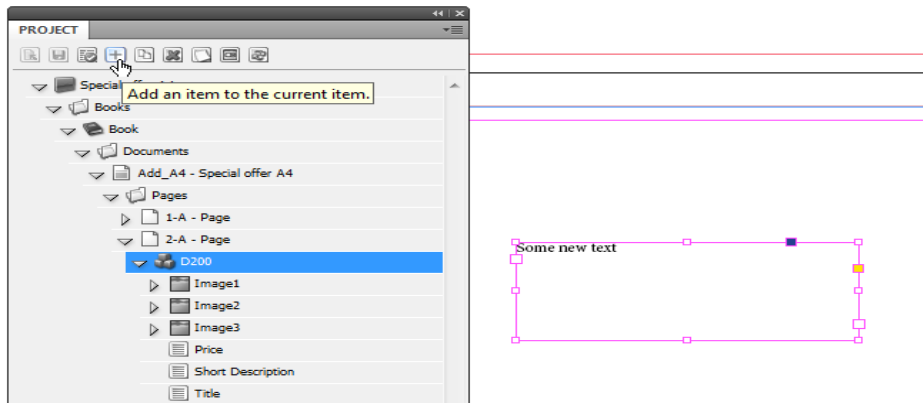 PROJECT
Special
Add an item to the current item.
Books
Book
Documents
Add_A4 - Special offer A4
Pages
1-A - Page
2-A - Page
D200
Image1
Image2
Image3
Price
Short Description
Title
Some new text